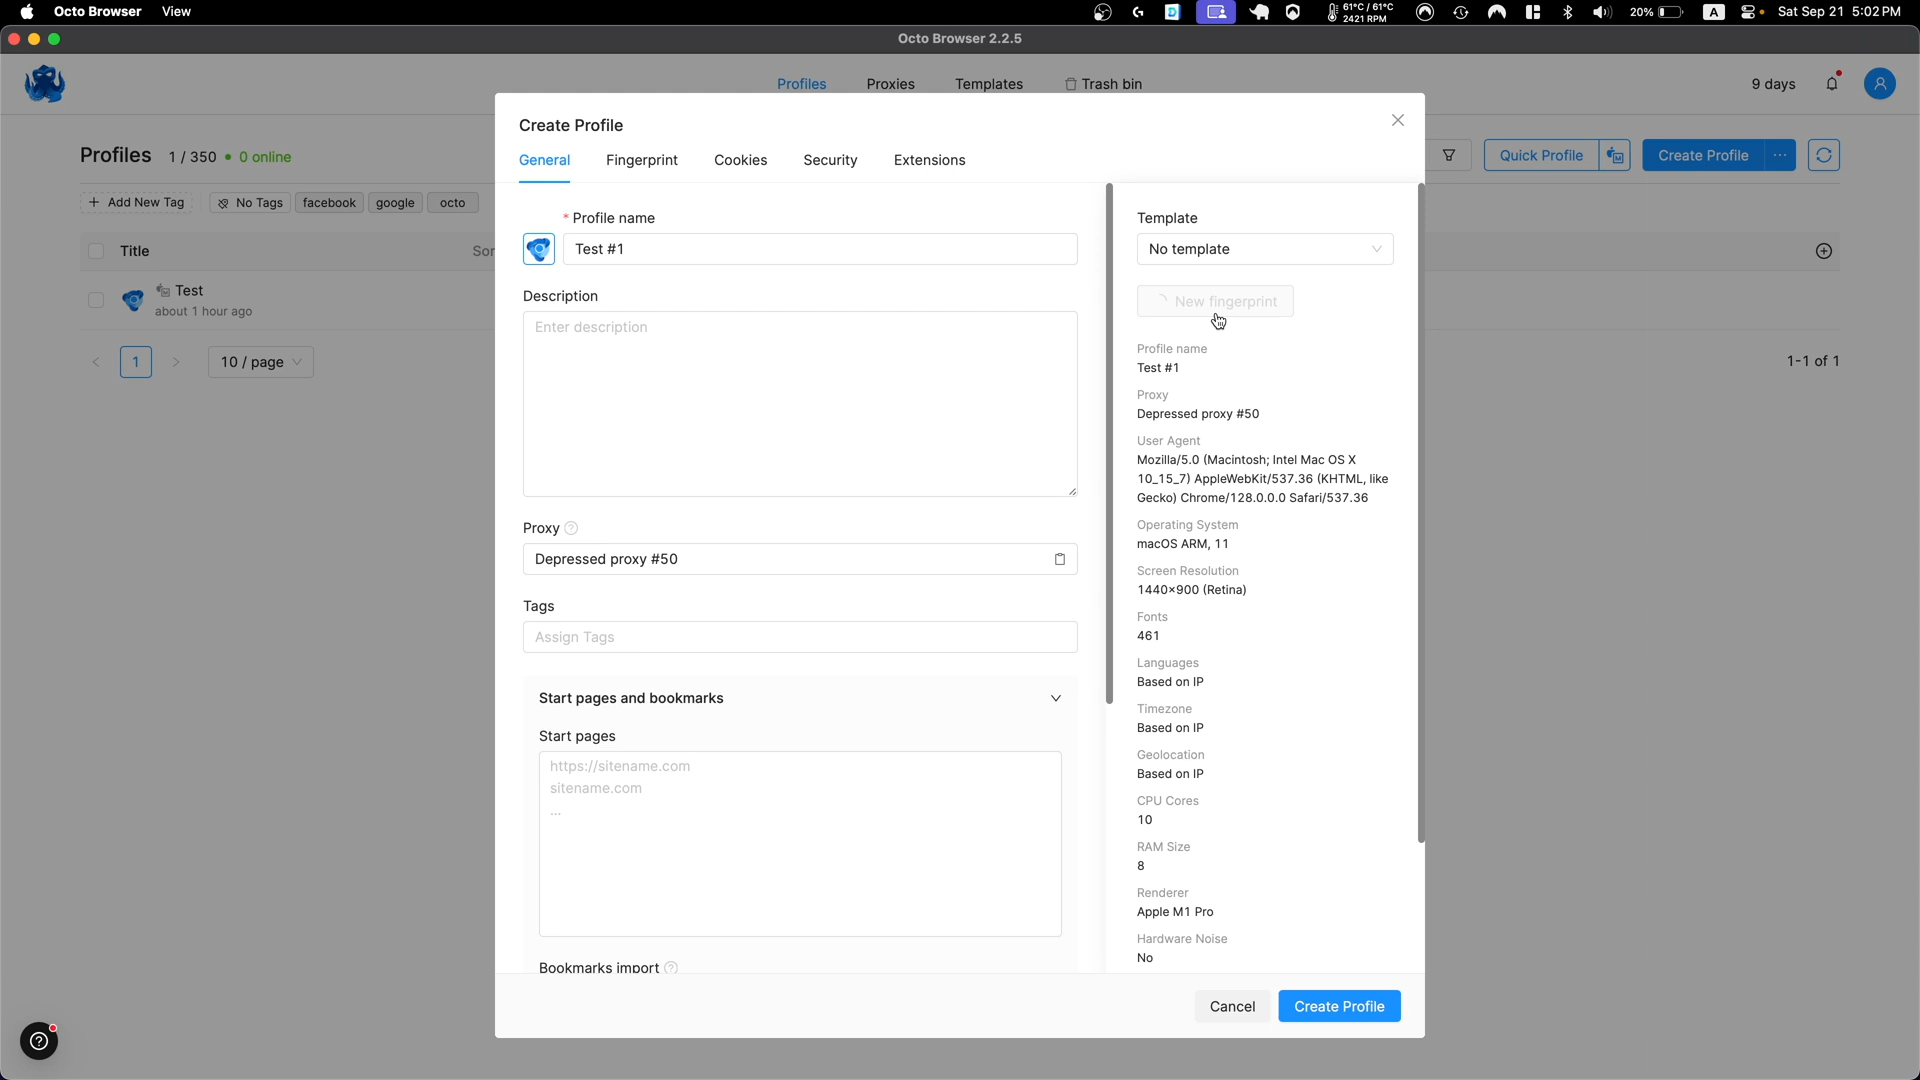 Octo Browser View
61°C / 61°C
2421 RPM
20%
A
Sat Sep 21 5:02 PM
Octo Browser 2.2.5
Profiles Proxies Templates Trash bin
9 days
Profiles 1 / 350 • 0 online
Quick Profile
Create Profile ...
+ Add New Tag No Tags facebook google octo
Title
Sor
Test
about 1 hour ago
< 1 > 10 / page
1-1 of 1
Create Profile
General Fingerprint Cookies Security Extensions
* Profile name
Test #1
Description
Enter description
Proxy
Depressed proxy #50
Tags
Assign Tags
Start pages and bookmarks
Start pages
https://sitename.com
sitename.com
...
Bookmarks import
Template
No template
New fingerprint
Profile name
Test #1
Proxy
Depressed proxy #50
User Agent
Mozilla/5.0 (Macintosh; Intel Mac OS X
10_15_7) AppleWebKit/537.36 (KHTML, like
Gecko) Chrome/128.0.0.0 Safari/537.36
Operating System
macOS ARM, 11
Screen Resolution
1440×900 (Retina)
Fonts
461
Languages
Based on IP
Timezone
Based on IP
Geolocation
Based on IP
CPU Cores
10
RAM Size
8
Renderer
Apple M1 Pro
Hardware Noise
No
Cancel Create Profile